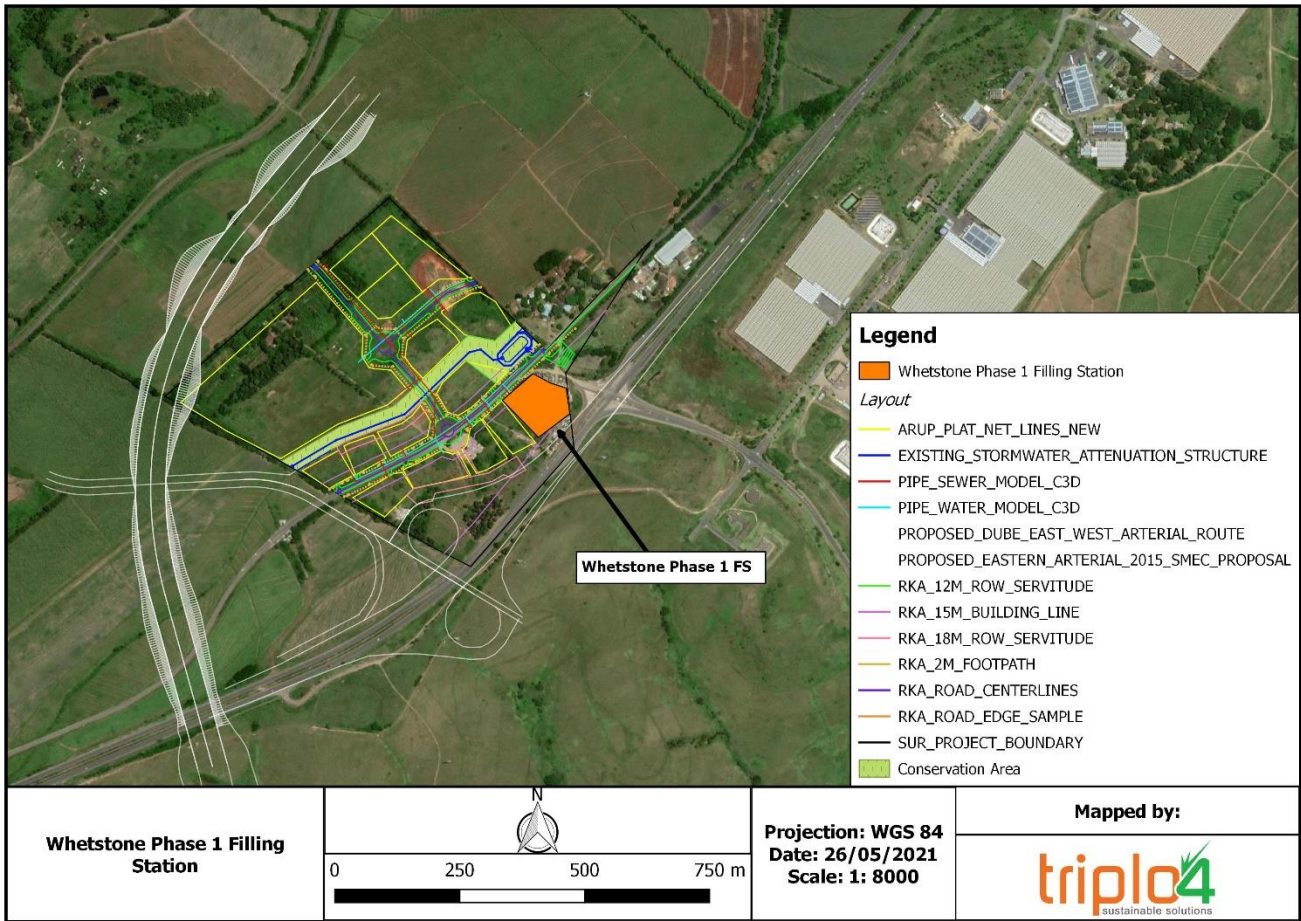 Legend
Whetstone Phase 1 Filling Station
Layout
ARUP_PLAT_NET_LINES_NEW
EXISTING_STORMWATER_ATTENUATION_STRUCTURE
PIPE_SEWER_MODEL_C3D
PIPE_WATER_MODEL_C3D
PROPOSED_DUBE_EAST_WEST_ARTERIAL_ROUTE
PROPOSED_EASTERN_ARTERIAL_2015_SMEC_PROPOSAL
RKA_12M_ROW_SERVITUDE
RKA_15M_BUILDING_LINE
RKA_18M_ROW_SERVITUDE
RKA_2M_FOOTPATH
RKA_ROAD_CENTERLINES
RKA_ROAD_EDGE_SAMPLE
SUR_PROJECT_BOUNDARY
Conservation Area
Whetstone Phase 1 FS
Whetstone Phase 1 Filling
Station
N
0 250 500 750 m
Projection: WGS 84
Date: 26/05/2021
Scale: 1: 8000
Mapped by:
triplo4
sustainable solutions